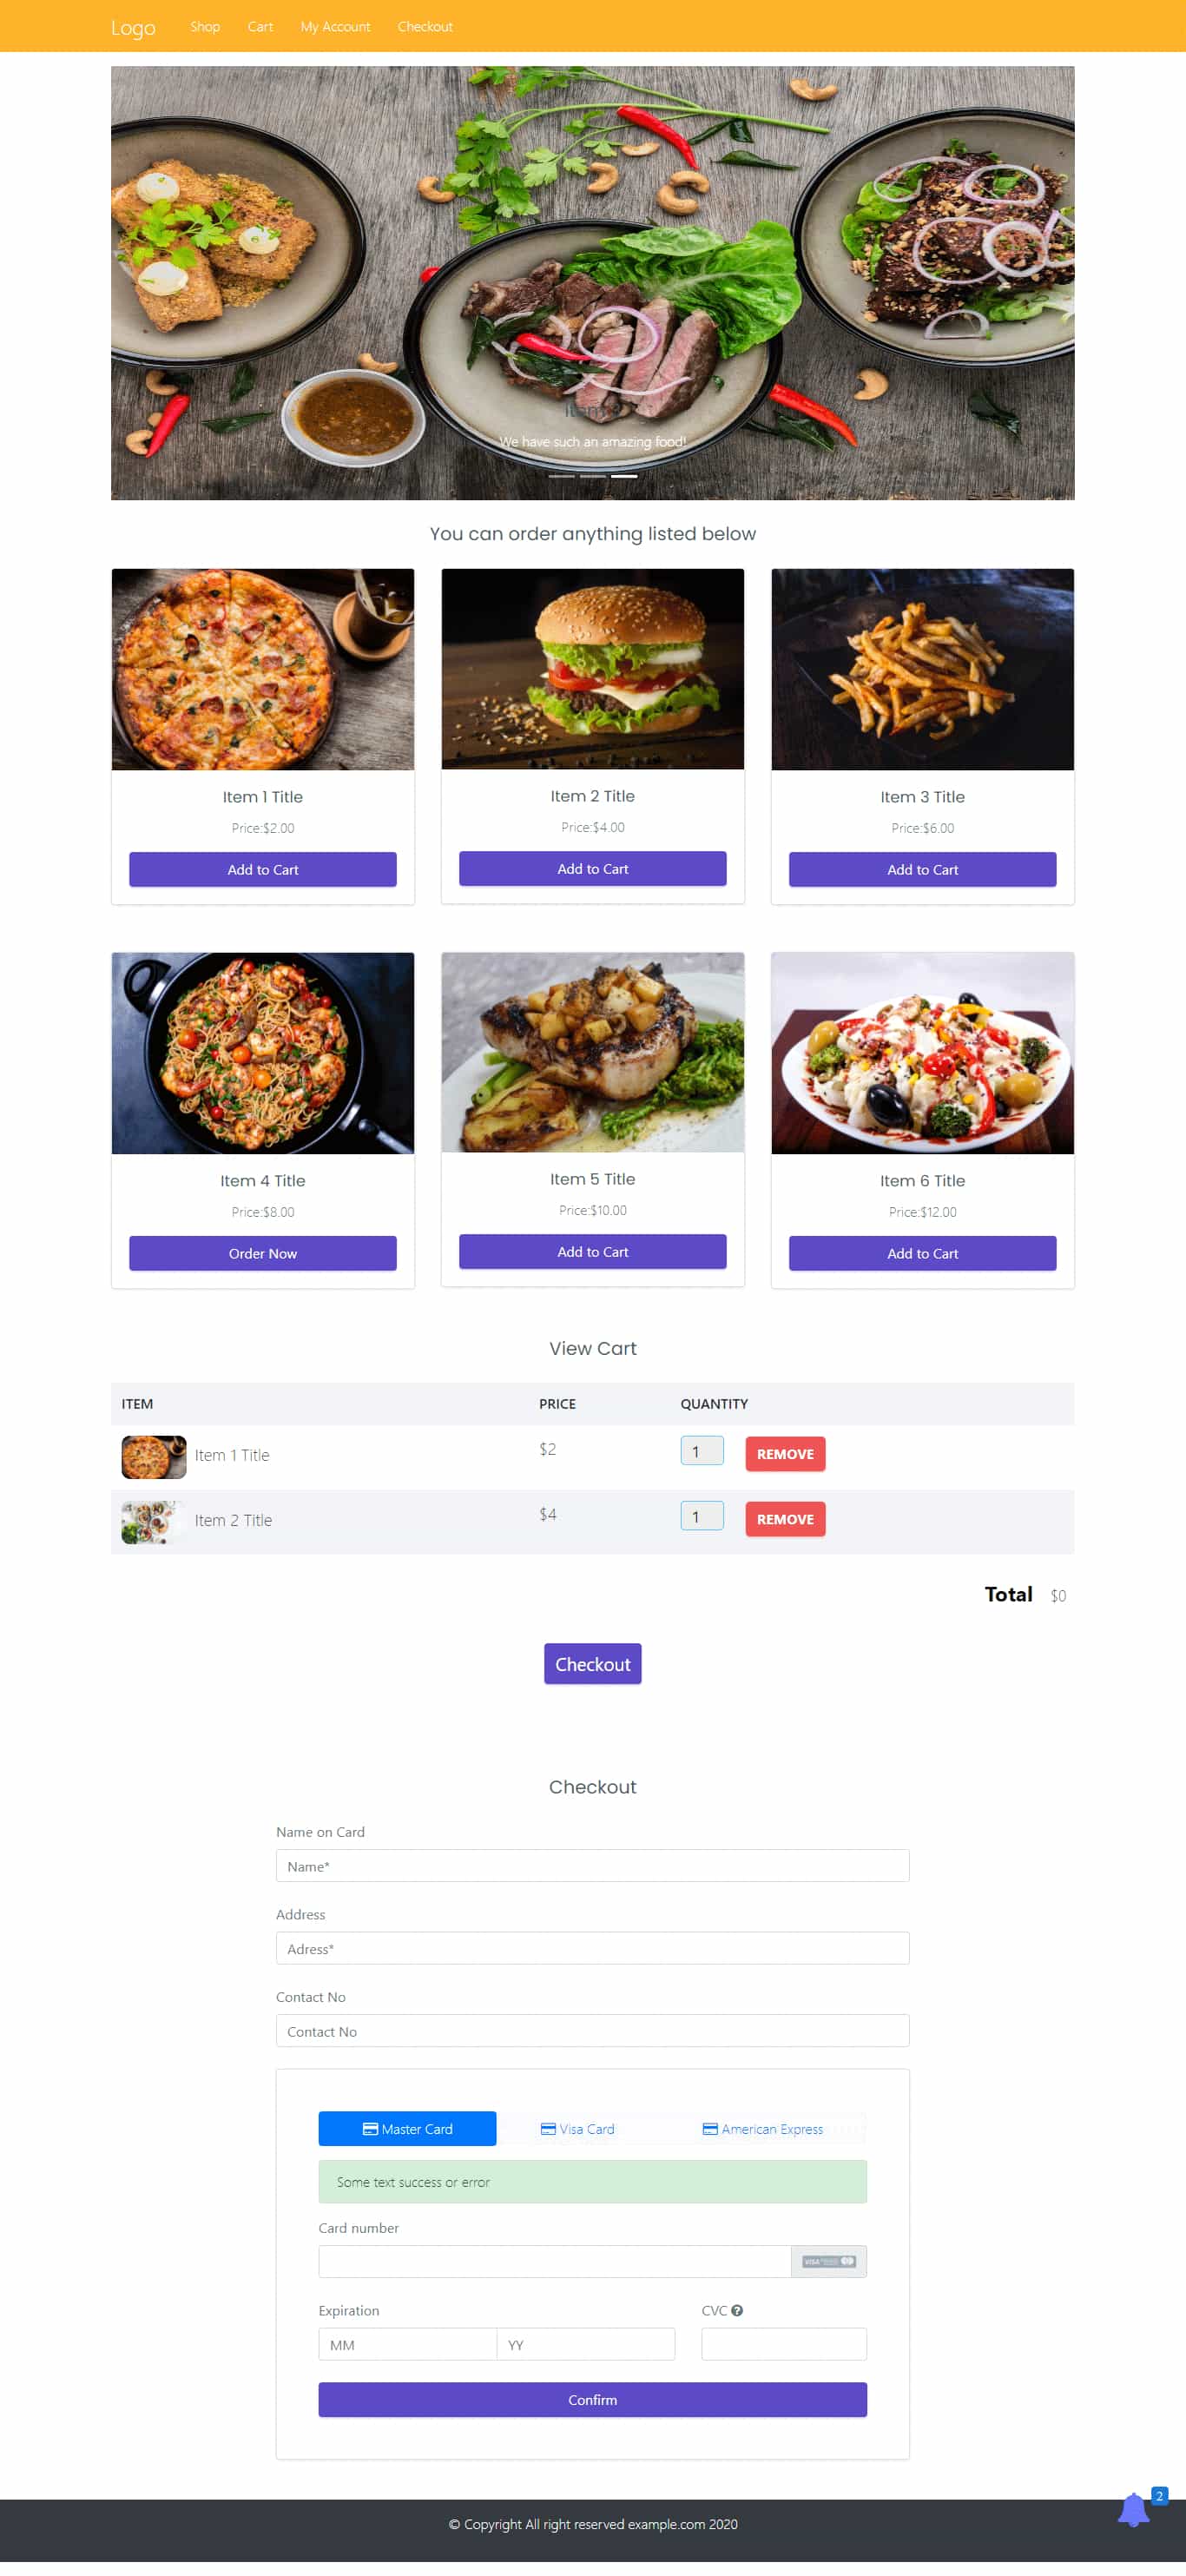 Logo Shop Cart My Account Checkout
We have such an amazing food!
You can order anything listed below
Item 1 Title Item 2 Title Item 3 Title
Price:$2.00 Price:$4.00 Price:$6.00
Add to Cart Add to Cart Add to Cart
Item 4 Title Item 5 Title Item 6 Title
Price:$8.00 Price:$10.00 Price:$12.00
Order Now Add to Cart Add to Cart
View Cart
ITEM PRICE QUANTITY
Item 1 Title $2 1 REMOVE
Item 2 Title $4 1 REMOVE
Total $0
Checkout
Checkout
Name on Card
Name*
Address
Adress*
Contact No
Contact No
Master Card Visa Card American Express
Some text success or error
Card number
VISA
Expiration CVC
MM YY
Confirm
2
© Copyright All right reserved example.com 2020